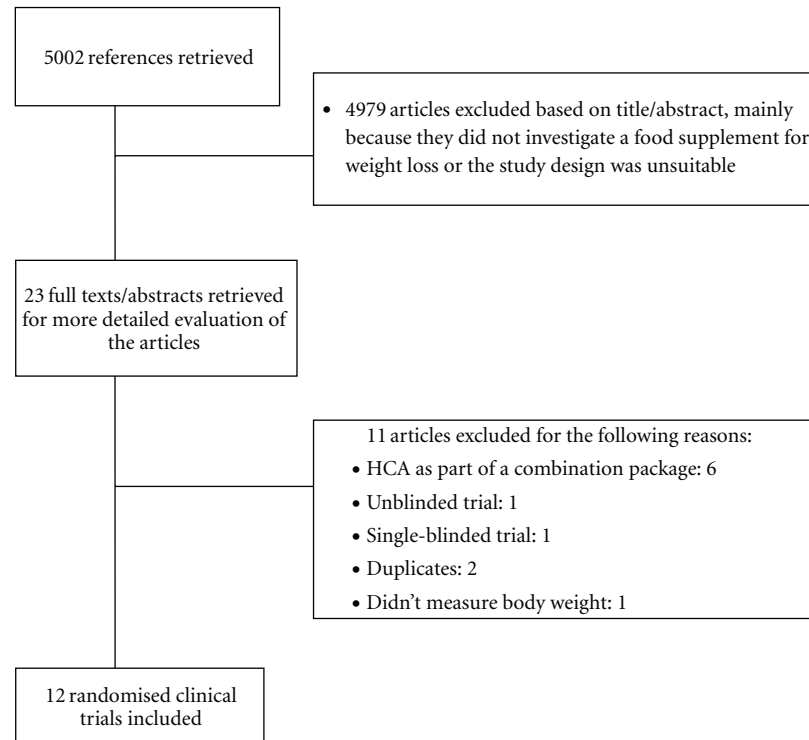 5002 references retrieved
• 4979 articles excluded based on title/abstract, mainly
because they did not investigate a food supplement for
weight loss or the study design was unsuitable
23 full texts/abstracts retrieved
for more detailed evaluation of
the articles
11 articles excluded for the following reasons:
• HCA as part of a combination package: 6
• Unblinded trial: 1
• Single-blinded trial: 1
• Duplicates: 2
• Didn’t measure body weight: 1
12 randomised clinical
trials included